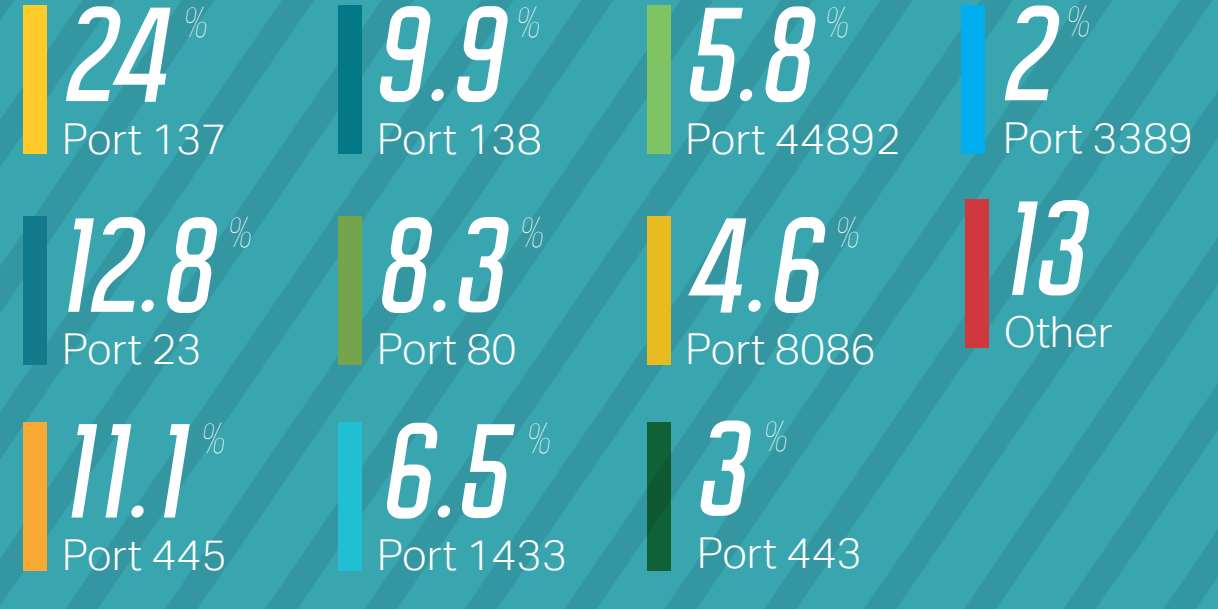 24%
Port 137
12.8%
Port 23
11.1%
Port 445
9.9%
Port 138
8.3%
Port 80
6.5%
Port 1433
5.8%
Port 44892
4.6%
Port 8086
3%
Port 443
2%
Port 3389
13
Other